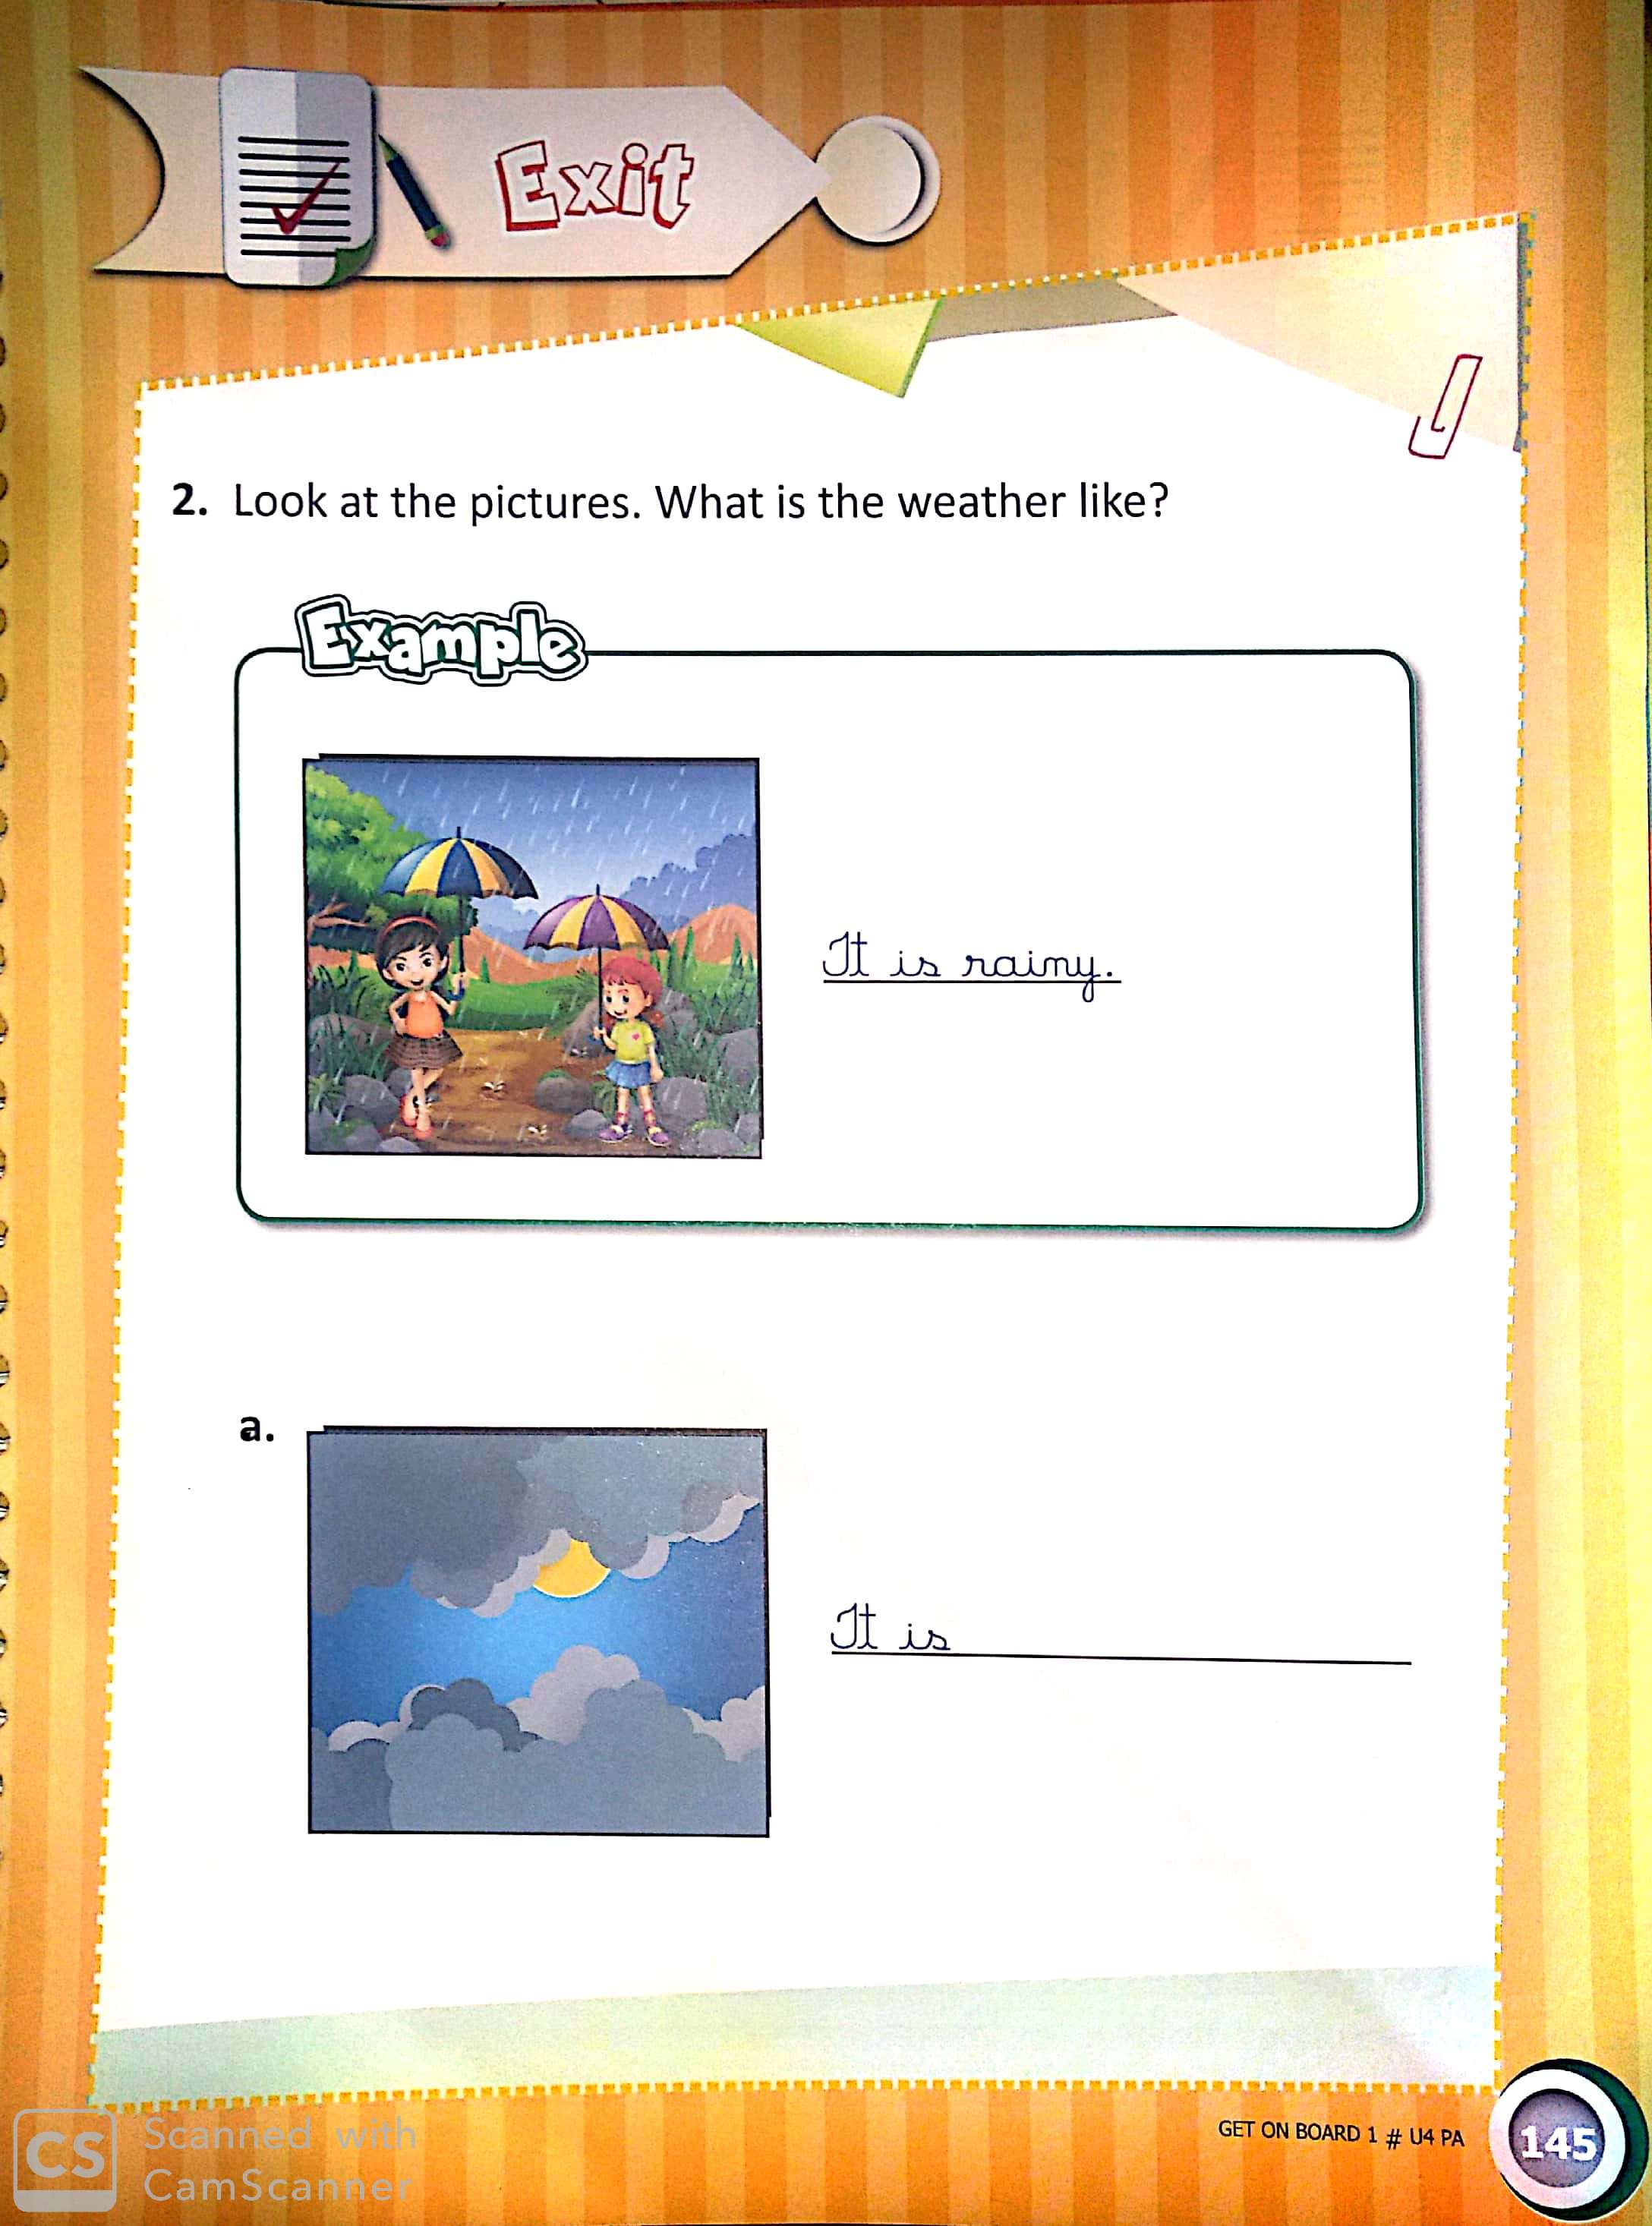 Exit
2. Look at the pictures. What is the weather like?
Example
It is rainy.
a.
It is
GET ON BOARD 1 # U4 PA
145
CS
Scanned with
CamScanner